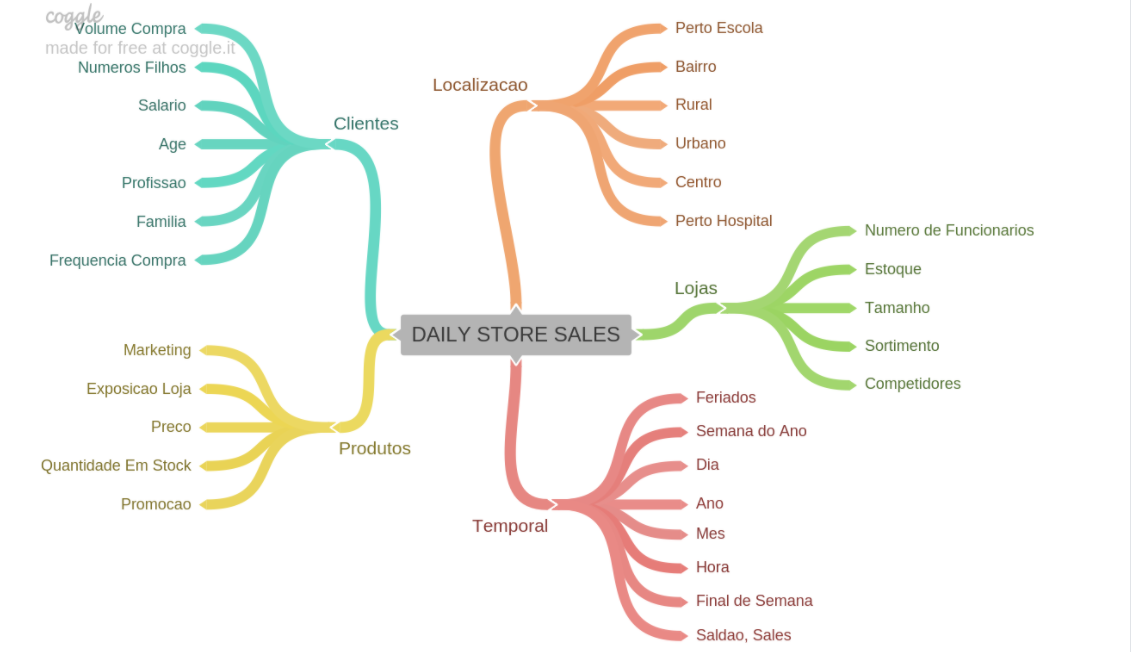 coggle
made for free at coggle.it
Volume Compra
Numeros Filhos
Salario
Age
Profissao
Familia
Frequencia Compra
Clientes
Localizacao
Perto Escola
Bairro
Rural
Urbano
Centro
Perto Hospital
Lojas
Numero de Funcionarios
Estoque
Tamanho
Sortimento
Competidores
DAILY STORE SALES
Marketing
Exposicao Loja
Preco
Quantidade Em Stock
Promocao
Produtos
Temporal
Feriados
Semana do Ano
Dia
Ano
Mes
Hora
Final de Semana
Saldao, Sales